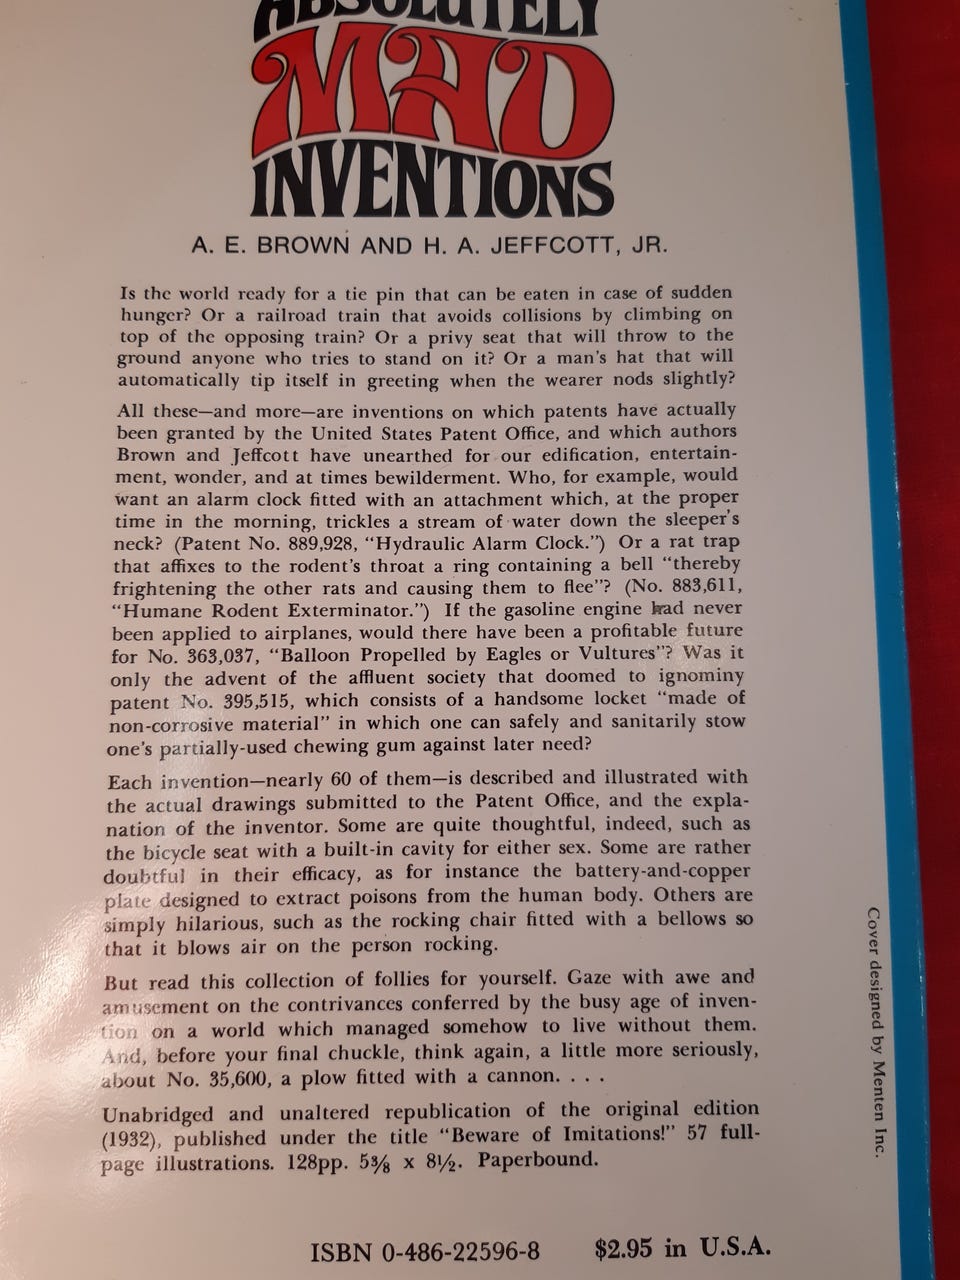 ABSOLUTELY
MAD
INVENTIONS
A. E. BROWN AND H. A. JEFFCOTT, JR.
Is the world ready for a tie pin that can be eaten in case of sudden
hunger? Or a railroad train that avoids collisions by climbing on
top of the opposing train? Or a privy seat that will throw to the
ground anyone who tries to stand on it? Or a man's hat that will
automatically tip itself in greeting when the wearer nods slightly?
All these—and more—are inventions on which patents have actually
been granted by the United States Patent Office, and which authors
Brown and Jeffcott have unearthed for our edification, entertain-
ment, wonder, and at times bewilderment. Who, for example, would
want an alarm clock fitted with an attachment which, at the proper
time in the morning, trickles a stream of water down the sleeper's
neck? (Patent No. 889,928, "Hydraulic Alarm Clock.") Or a rat trap
that affixes to the rodent's throat a ring containing a bell "thereby
frightening the other rats and causing them to flee"? (No. 883,611,
"Humane Rodent Exterminator.") If the gasoline engine had never
been applied to airplanes, would there have been a profitable future
for No. 363,037, "Balloon Propelled by Eagles or Vultures"? Was it
only the advent of the affluent society that doomed to ignominy
patent No. 395,515, which consists of a handsome locket "made of
non-corrosive material" in which one can safely and sanitarily stow
one's partially-used chewing gum against later need?
Each invention—nearly 60 of them—is described and illustrated with
the actual drawings submitted to the Patent Office, and the expla-
nation of the inventor. Some are quite thoughtful, indeed, such as
the bicycle seat with a built-in cavity for either sex. Some are rather
doubtful in their efficacy, as for instance the battery-and-copper
plate designed to extract poisons from the human body. Others are
simply hilarious, such as the rocking chair fitted with a bellows so
that it blows air on the person rocking.
But read this collection of follies for yourself. Gaze with awe and
amusement on the contrivances conferred by the busy age of inven-
tion on a world which managed somehow to live without them.
And, before your final chuckle, think again, a little more seriously,
about No. 35,600, a plow fitted with a cannon. . . .
Unabridged and unaltered republication of the original edition
(1932), published under the title "Beware of Imitations!" 57 full-
page illustrations. 128pp. 5⅜ x 8½. Paperbound.
ISBN 0-486-22596-8 $2.95 in U.S.A.
Cover designed by Menten Inc.